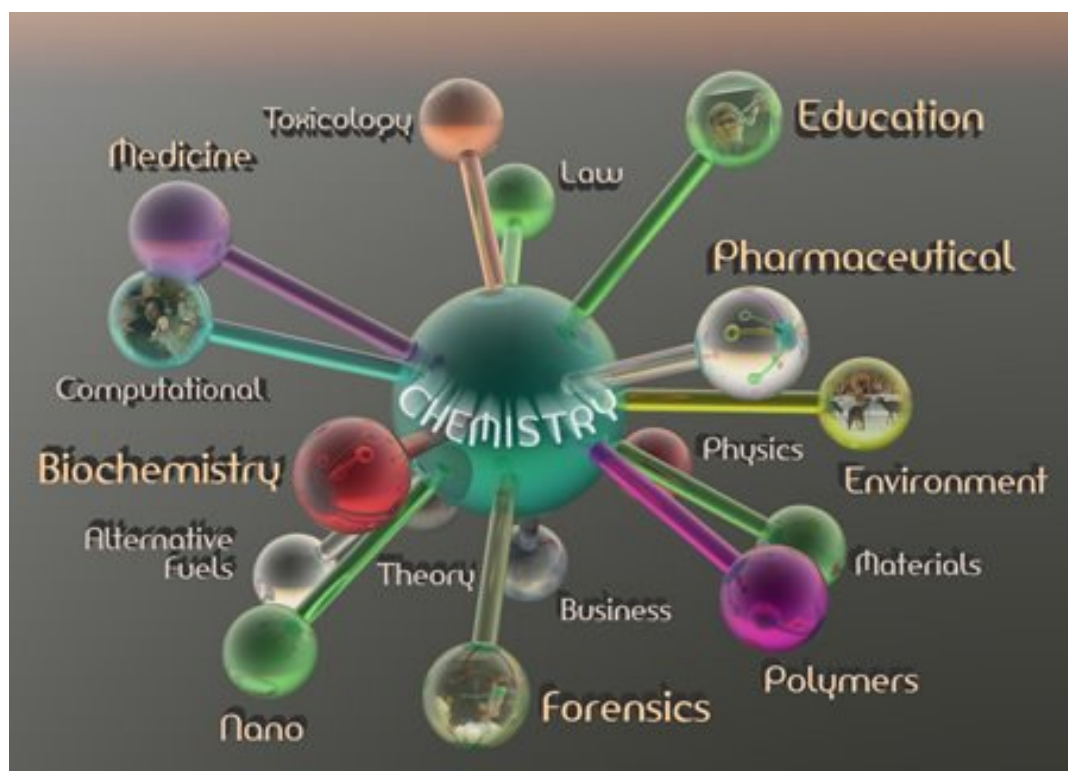 Toxicology
Education
Medicine
Law
Pharmaceutical
Computational
CHEMISTRY
Physics
Biochemistry
Environment
Alternative
Fuels
Theory
Materials
Business
Polymers
Forensics
Nano